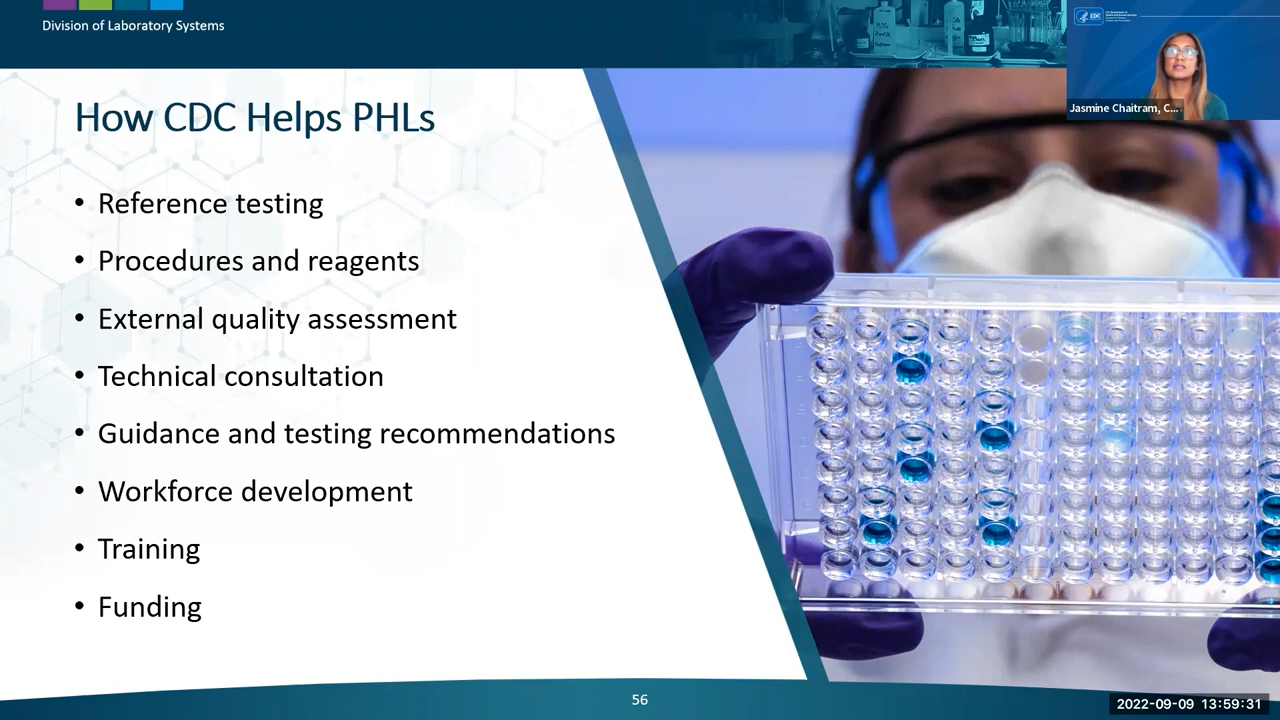 Division of Laboratory Systems
CDC
Jasmine Chaitram, C...
How CDC Helps PHLs
• Reference testing
• Procedures and reagents
• External quality assessment
• Technical consultation
• Guidance and testing recommendations
• Workforce development
• Training
• Funding
56
2022-09-09 13:59:31